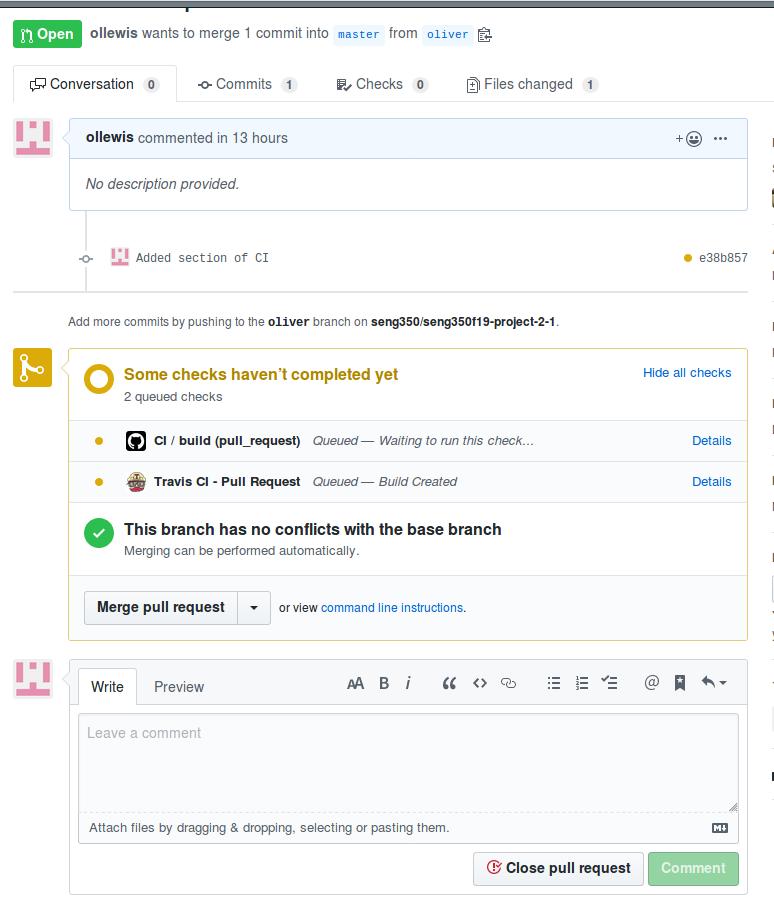 Open ollewis wants to merge 1 commit into master from oliver
Conversation 0 Commits 1 Checks 0 Files changed 1
ollewis commented in 13 hours
No description provided.
Added section of CI e38b857
Add more commits by pushing to the oliver branch on seng350/seng350f19-project-2-1.
Some checks haven’t completed yet Hide all checks
2 queued checks
CI / build (pull_request) Queued — Waiting to run this check… Details
Travis CI - Pull Request Queued — Build Created Details
This branch has no conflicts with the base branch
Merging can be performed automatically.
Merge pull request or view command line instructions.
Write Preview AA B i
Leave a comment
Attach files by dragging & dropping, selecting or pasting them.
Close pull request Comment